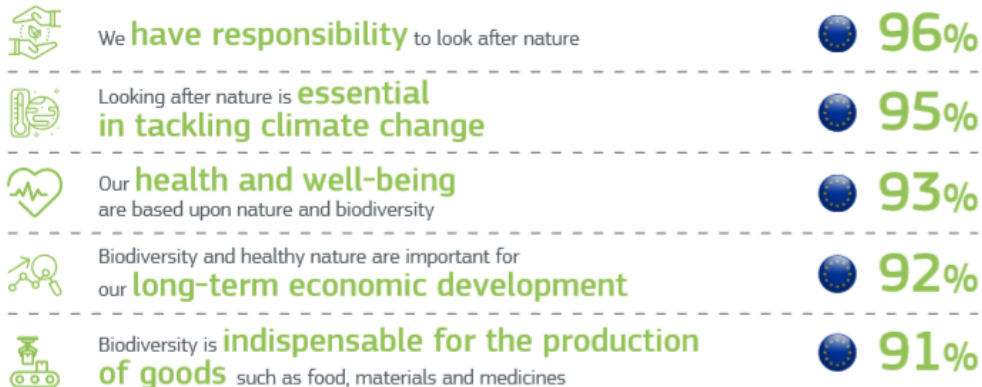 We have responsibility to look after nature 96%
Looking after nature is essential
in tackling climate change 95%
Our health and well-being
are based upon nature and biodiversity 93%
Biodiversity and healthy nature are important for
our long-term economic development 92%
Biodiversity is indispensable for the production
of goods such as food, materials and medicines 91%